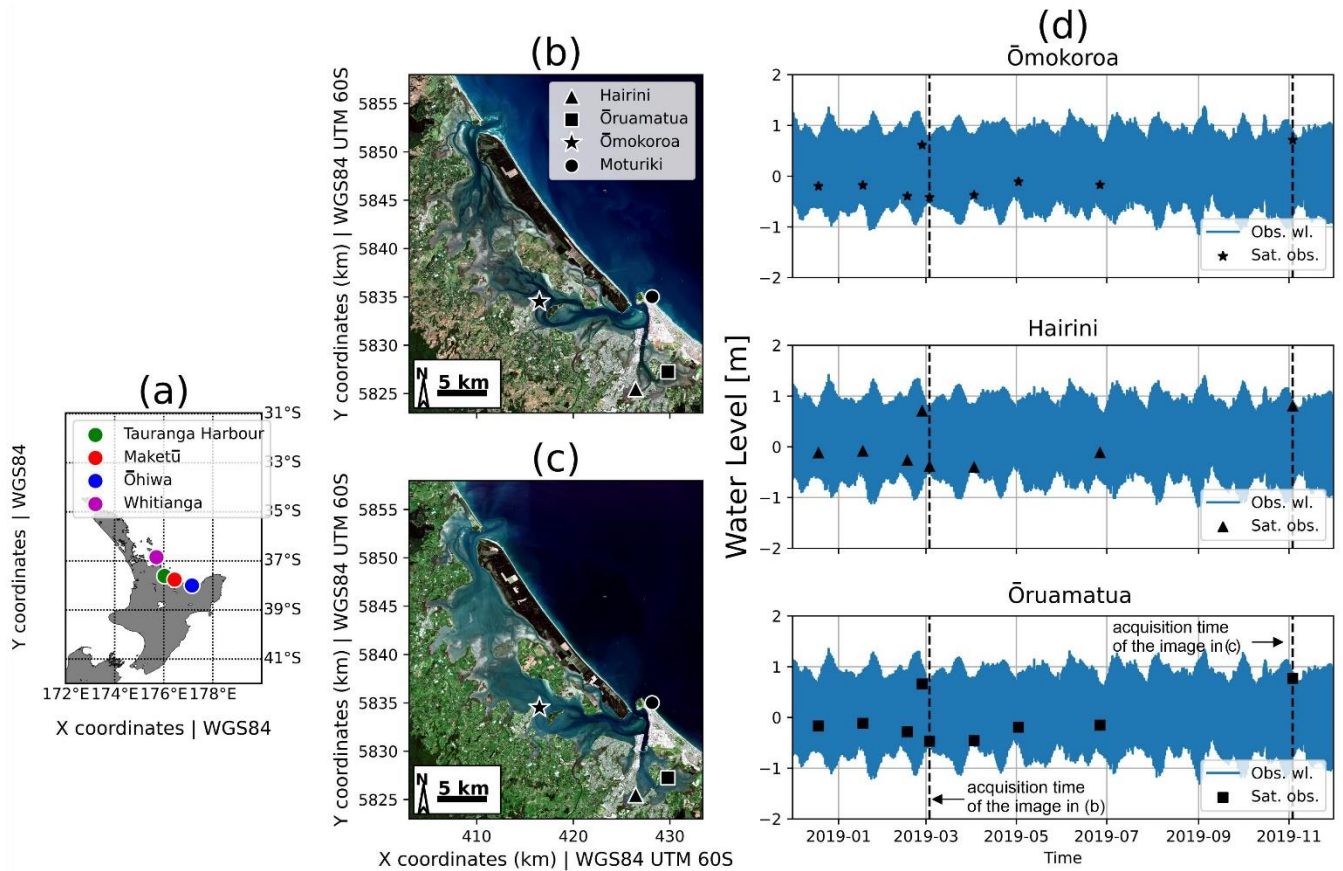 (a)
Y coordinates | WGS84
Tauranga Harbour
Maketū
Ōhiwa
Whitianga
31°S
33°S
35°S
37°S
39°S
41°S
172°E
174°E
176°E
178°E
X coordinates | WGS84
(b)
Y coordinates (km) | WGS84 UTM 60S
5855
5850
5845
5840
5835
5830
5825
Hairini
Ōruamatua
Ōmokoroa
Moturiki
N
5 km
(c)
Y coordinates (km) | WGS84 UTM 60S
5855
5850
5845
5840
5835
5830
5825
N
5 km
410
420
430
X coordinates (km) | WGS84 UTM 60S
(d)
Water Level [m]
Ōmokoroa
2
1
0
−1
−2
Obs. wl.
Sat. obs.
Hairini
2
1
0
−1
−2
Obs. wl.
Sat. obs.
Ōruamatua
2
1
0
−1
−2
acquisition time
of the image in (c)
acquisition time
of the image in (b)
Obs. wl.
Sat. obs.
2019-01
2019-03
2019-05
2019-07
2019-09
2019-11
Time